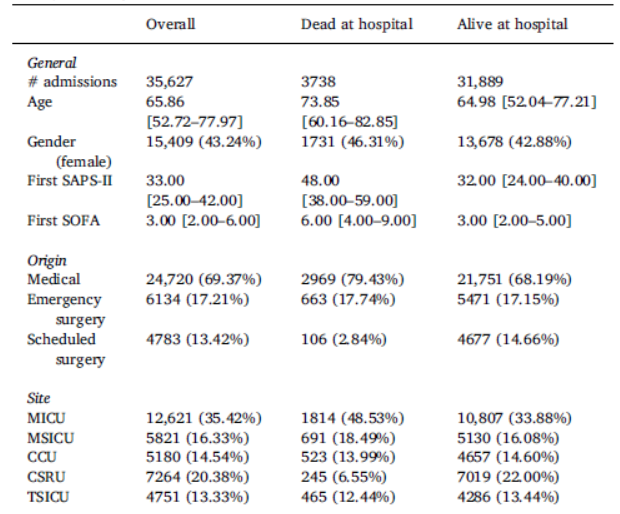 Overall Dead at hospital Alive at hospital
General
# admissions 35,627 3738 31,889
Age 65.86 73.85 64.98 [52.04–77.21]
[52.72–77.97] [60.16–82.85]
Gender 15,409 (43.24%) 1731 (46.31%) 13,678 (42.88%)
(female)
First SAPS-II 33.00 48.00 32.00 [24.00–40.00]
[25.00–42.00] [38.00–59.00]
First SOFA 3.00 [2.00–6.00] 6.00 [4.00–9.00] 3.00 [2.00–5.00]
Origin
Medical 24,720 (69.37%) 2969 (79.43%) 21,751 (68.19%)
Emergency 6134 (17.21%) 663 (17.74%) 5471 (17.15%)
surgery
Scheduled 4783 (13.42%) 106 (2.84%) 4677 (14.66%)
surgery
Site
MICU 12,621 (35.42%) 1814 (48.53%) 10,807 (33.88%)
MSICU 5821 (16.33%) 691 (18.49%) 5130 (16.08%)
CCU 5180 (14.54%) 523 (13.99%) 4657 (14.60%)
CSRU 7264 (20.38%) 245 (6.55%) 7019 (22.00%)
TSICU 4751 (13.33%) 465 (12.44%) 4286 (13.44%)